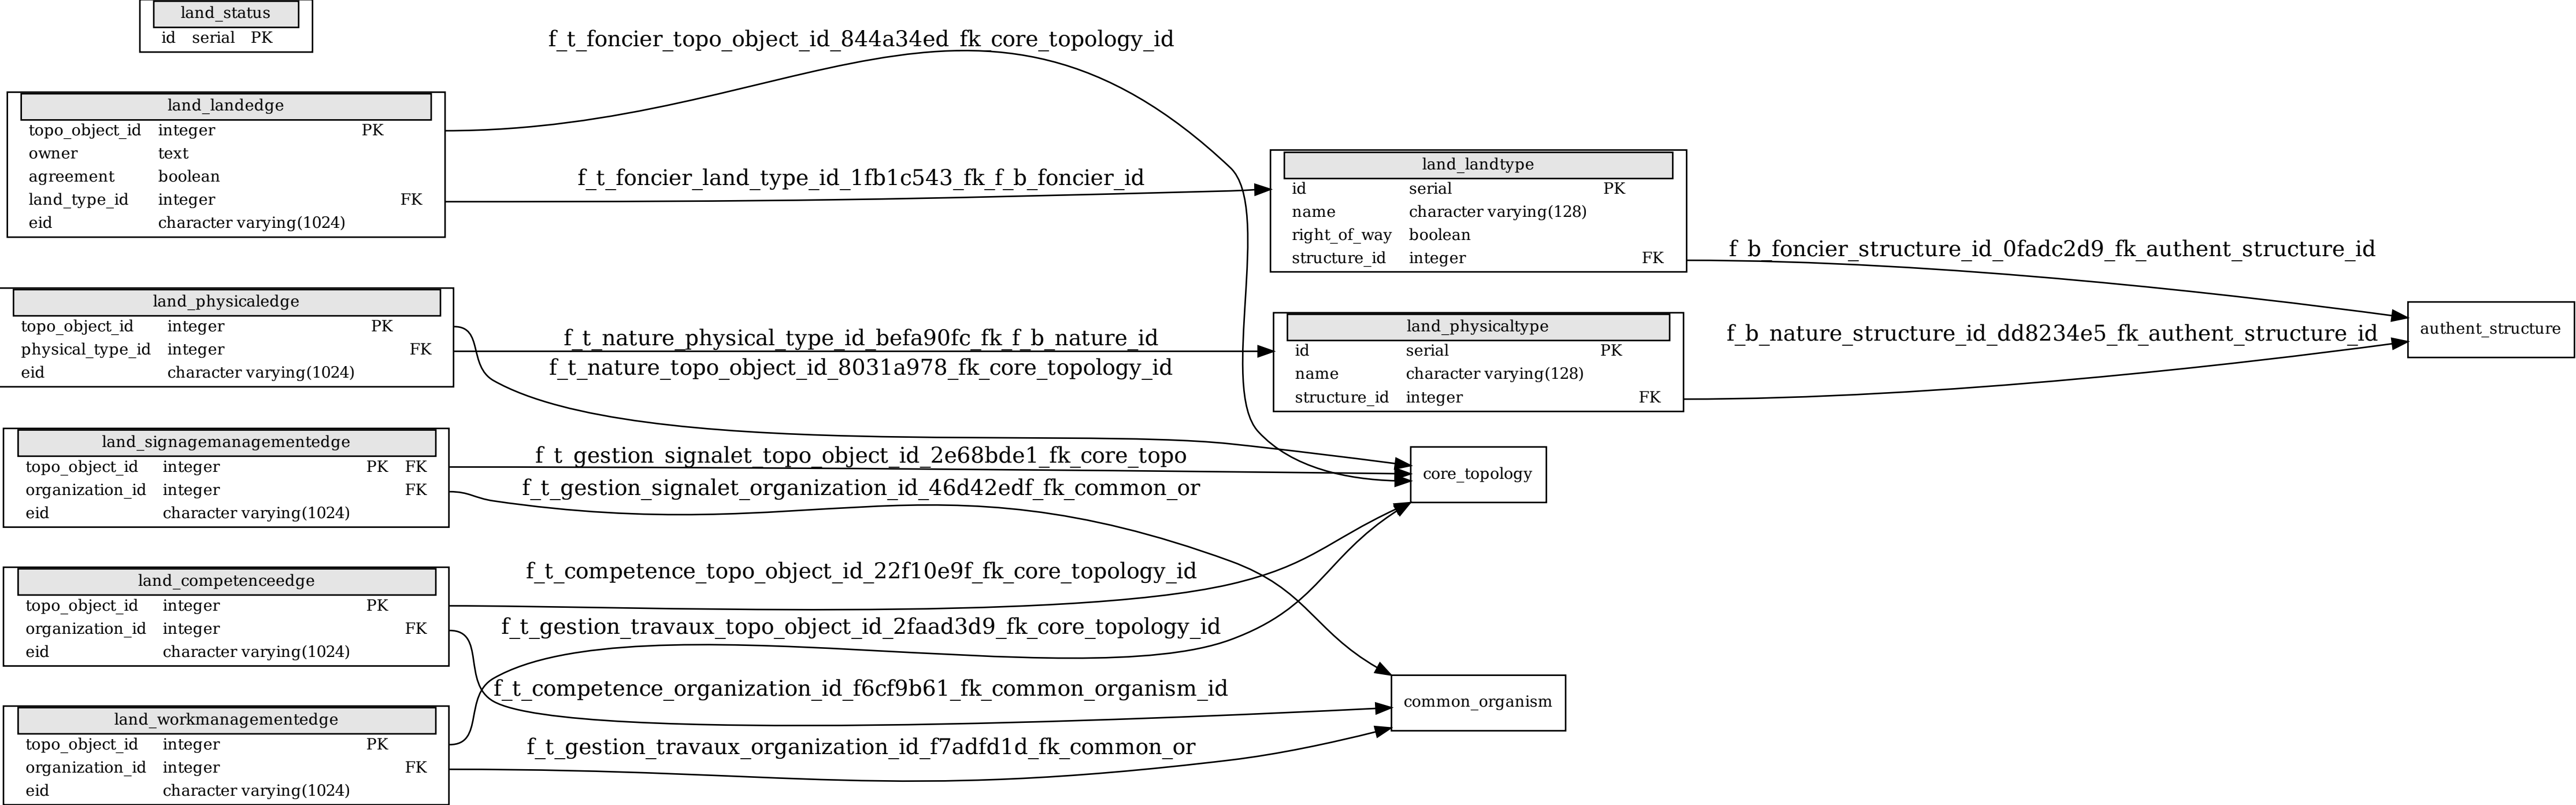 land_status
id serial PK
f_t_foncier_topo_object_id_844a34ed_fk_core_topology_id
land_landedge
topo_object_id integer PK
owner text
agreement boolean
land_type_id integer FK
eid character varying(1024)
f_t_foncier_land_type_id_1fb1c543_fk_f_b_foncier_id
land_landtype
id serial PK
name character varying(128)
right_of_way boolean
structure_id integer FK
f_b_foncier_structure_id_0fadc2d9_fk_authent_structure_id
land_physicaledge
topo_object_id integer PK
physical_type_id integer FK
eid character varying(1024)
f_t_nature_physical_type_id_befa90fc_fk_f_b_nature_id
f_t_nature_topo_object_id_8031a978_fk_core_topology_id
land_physicaltype
id serial PK
name character varying(128)
structure_id integer FK
f_b_nature_structure_id_dd8234e5_fk_authent_structure_id
authent_structure
land_signagemanagementedge
topo_object_id integer PK FK
organization_id integer FK
eid character varying(1024)
f_t_gestion_signalet_topo_object_id_2e68bde1_fk_core_topo
f_t_gestion_signalet_organization_id_46d42edf_fk_common_or
core_topology
land_competenceedge
topo_object_id integer PK
organization_id integer FK
eid character varying(1024)
f_t_competence_topo_object_id_22f10e9f_fk_core_topology_id
f_t_gestion_travaux_topo_object_id_2faad3d9_fk_core_topology_id
f_t_competence_organization_id_f6cf9b61_fk_common_organism_id
common_organism
land_workmanagementedge
topo_object_id integer PK
organization_id integer FK
eid character varying(1024)
f_t_gestion_travaux_organization_id_f7adfd1d_fk_common_or